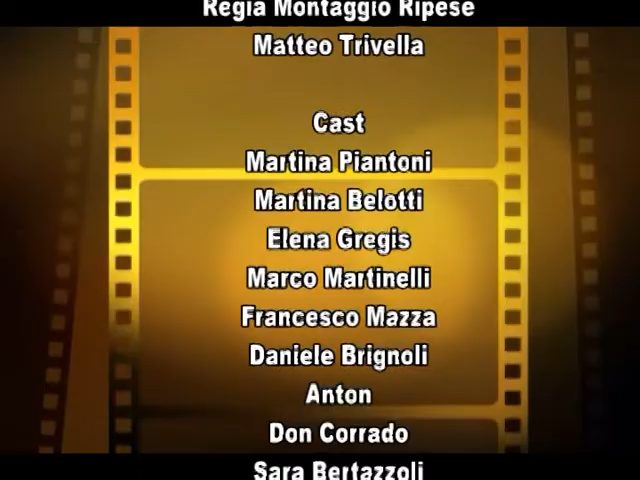 Regia Montaggio Ripese
Matteo Trivella
Cast
Martina Piantoni
Martina Belotti
Elena Gregis
Marco Martinelli
Francesco Mazza
Daniele Brignoli
Anton
Don Corrado
Sara Bertazzoli